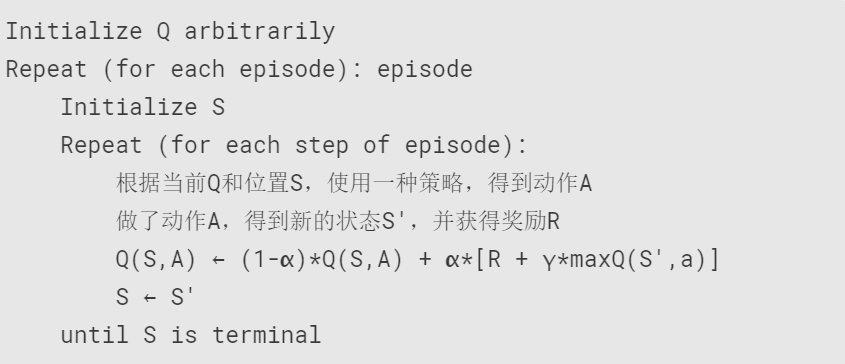 Initialize Q arbitrarily
Repeat (for each episode): episode
Initialize S
Repeat (for each step of episode):
根据当前Q和位置S，使用一种策略，得到动作A
做了动作A，得到新的状态S'，并获得奖励R
Q(S,A) ← (1-α)*Q(S,A) + α*[R + γ*maxQ(S',a)]
S ← S'
until S is terminal